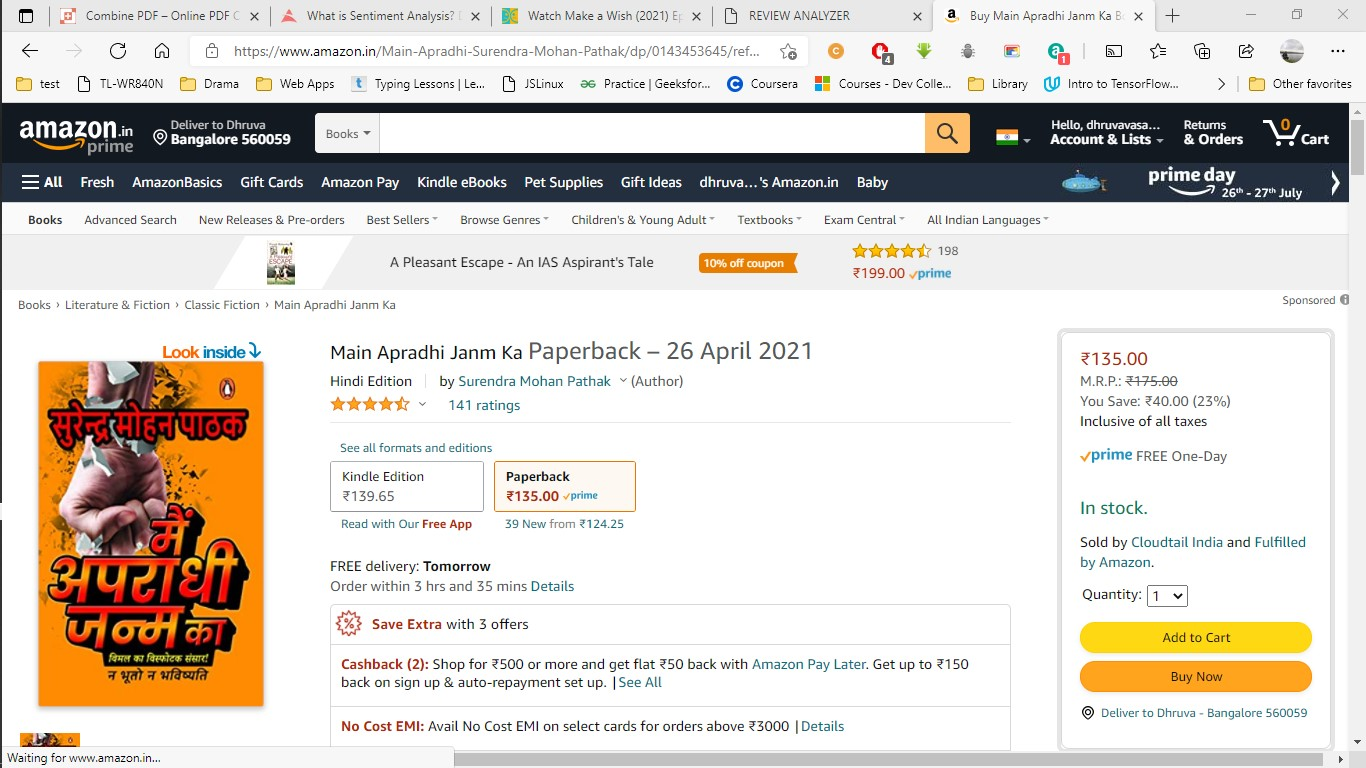 Combine PDF – Online PDF C
What is Sentiment Analysis?
Watch Make a Wish (2021) Ep
REVIEW ANALYZER
Buy Main Apradhi Janm Ka B
https://www.amazon.in/Main-Apradhi-Surendra-Mohan-Pathak/dp/0143453645/ref...
4
1
test
TL-WR840N
Drama
Web Apps
Typing Lessons | Le...
JSLinux
Practice | Geeksfor...
Coursera
Courses - Dev Colle...
Library
Intro to TensorFlow...
Other favorites
amazon.in
prime
Deliver to Dhruva
Bangalore 560059
Books
Hello, dhruvavasa...
Account & Lists
Returns
& Orders
0
Cart
All
Fresh
AmazonBasics
Gift Cards
Amazon Pay
Kindle eBooks
Pet Supplies
Gift Ideas
dhruva...'s Amazon.in
Baby
prime day
26th - 27th July
Books
Advanced Search
New Releases & Pre-orders
Best Sellers
Browse Genres
Children's & Young Adult
Textbooks
Exam Central
All Indian Languages
A Pleasant Escape - An IAS Aspirant's Tale
10% off coupon
198
₹199.00 prime
Books › Literature & Fiction › Classic Fiction › Main Apradhi Janm Ka
Sponsored
Look inside
सुरेन्द्र मोहन पाठक
मैं
अपराधी
जन्म का
विमल का विस्फोटक संसार!
न भूतो न भविष्यति
Main Apradhi Janm Ka Paperback – 26 April 2021
Hindi Edition
by Surendra Mohan Pathak (Author)
141 ratings
See all formats and editions
Kindle Edition
₹139.65
Paperback
₹135.00 prime
Read with Our Free App
39 New from ₹124.25
FREE delivery: Tomorrow
Order within 3 hrs and 35 mins Details
Save Extra with 3 offers
Cashback (2): Shop for ₹500 or more and get flat ₹50 back with Amazon Pay Later. Get up to ₹150
back on sign up & auto-repayment set up. | See All
No Cost EMI: Avail No Cost EMI on select cards for orders above ₹3000 | Details
₹135.00
M.R.P.: ₹175.00
You Save: ₹40.00 (23%)
Inclusive of all taxes
prime FREE One-Day
In stock.
Sold by Cloudtail India and Fulfilled
by Amazon.
Quantity: 1
Add to Cart
Buy Now
Deliver to Dhruva - Bangalore 560059
Waiting for www.amazon.in...